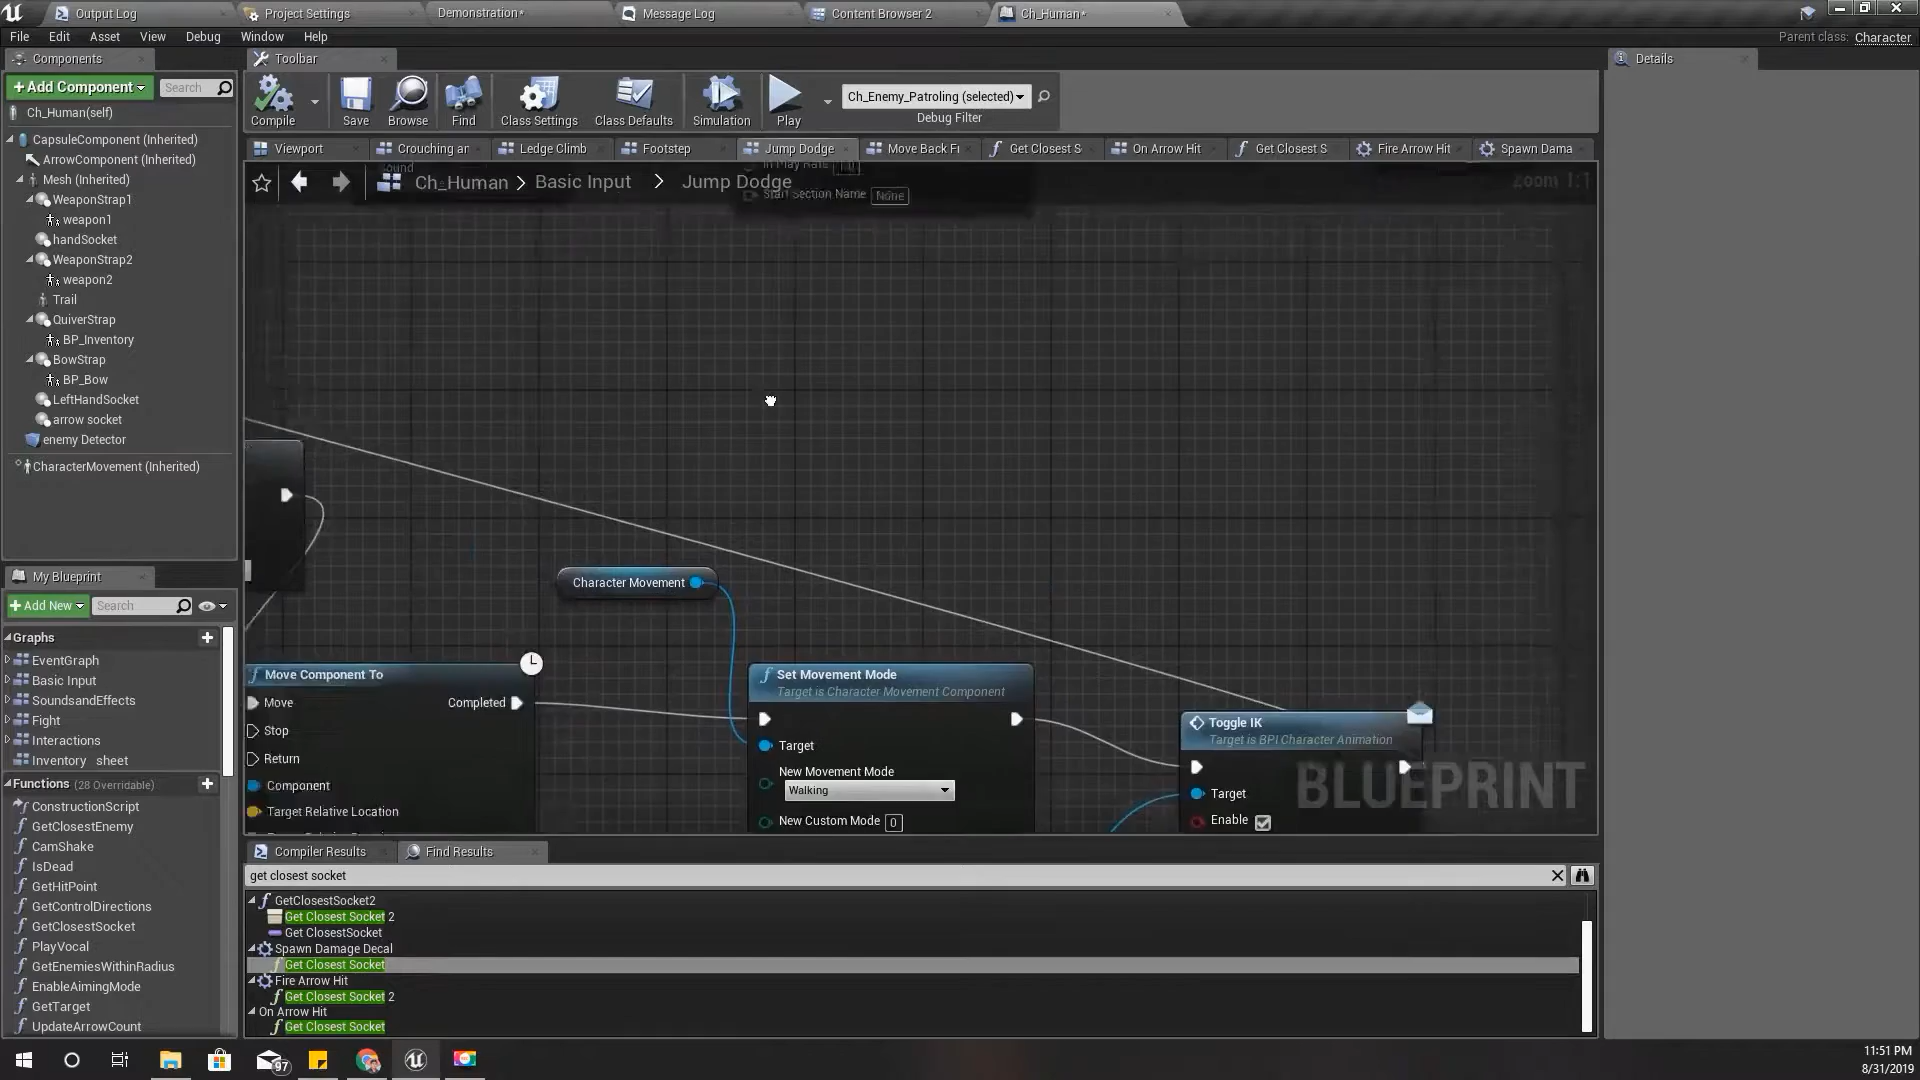 Output Log
Project Settings
Demonstration*
Message Log
Content Browser 2
Ch_Human*
File Edit Asset View Debug Window Help
Parent class: Character
Components
Toolbar
Details
+ Add Component
Search
Compile
Save
Browse
Find
Class Settings
Class Defaults
Simulation
Play
Ch_Enemy_Patroling (selected)
Debug Filter
Ch_Human(self)
CapsuleComponent (Inherited)
ArrowComponent (Inherited)
Mesh (Inherited)
WeaponStrap1
weapon1
handSocket
WeaponStrap2
weapon2
Trail
QuiverStrap
BP_Inventory
BowStrap
BP_Bow
LeftHandSocket
arrow socket
enemy Detector
CharacterMovement (Inherited)
Viewport
Crouching ar
Ledge Climb
Footstep
Jump Dodge
Move Back Fi
Get Closest S
On Arrow Hit
Get Closest S
Fire Arrow Hit
Spawn Dama
Ch_Human > Basic Input > Jump Dodge
Zoom 1:1
In Play Rate
Start Section Name None
Character Movement
Move Component To
Move
Completed
Stop
Return
Component
Target Relative Location
Set Movement Mode
Target is Character Movement Component
Target
New Movement Mode
Walking
New Custom Mode 0
Toggle IK
Target is BPI Character Animation
Target
Enable
BLUEPRINT
My Blueprint
+ Add New
Search
Graphs
EventGraph
Basic Input
SoundsandEffects
Fight
Interactions
Inventory sheet
Functions (28 Overridable)
ConstructionScript
GetClosestEnemy
CamShake
IsDead
GetHitPoint
GetControlDirections
GetClosestSocket
PlayVocal
GetEnemiesWithinRadius
EnableAimingMode
GetTarget
UpdateArrowCount
Compiler Results
Find Results
get closest socket
GetClosestSocket2
Get Closest Socket 2
Get ClosestSocket
Spawn Damage Decal
Get Closest Socket
Fire Arrow Hit
Get Closest Socket 2
On Arrow Hit
Get Closest Socket
97
11:51 PM
8/31/2019